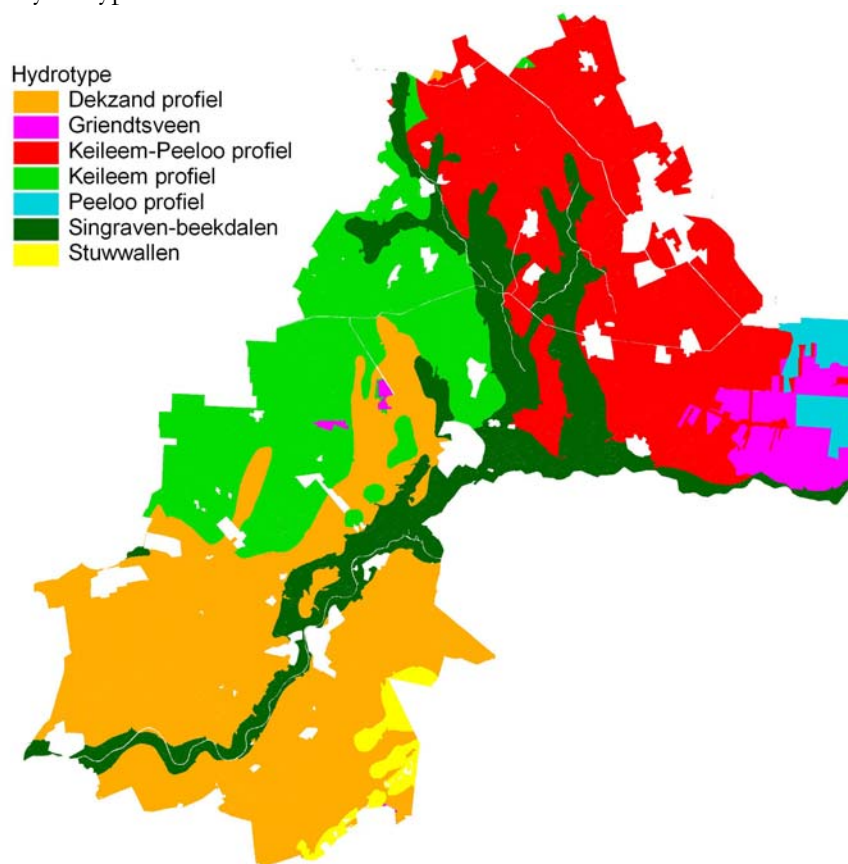 Hydrotype
Dekzand profiel
Griendtsveen
Keileem-Peeloo profiel
Keileem profiel
Peeloo profiel
Singraven-beekdalen
Stuwwallen